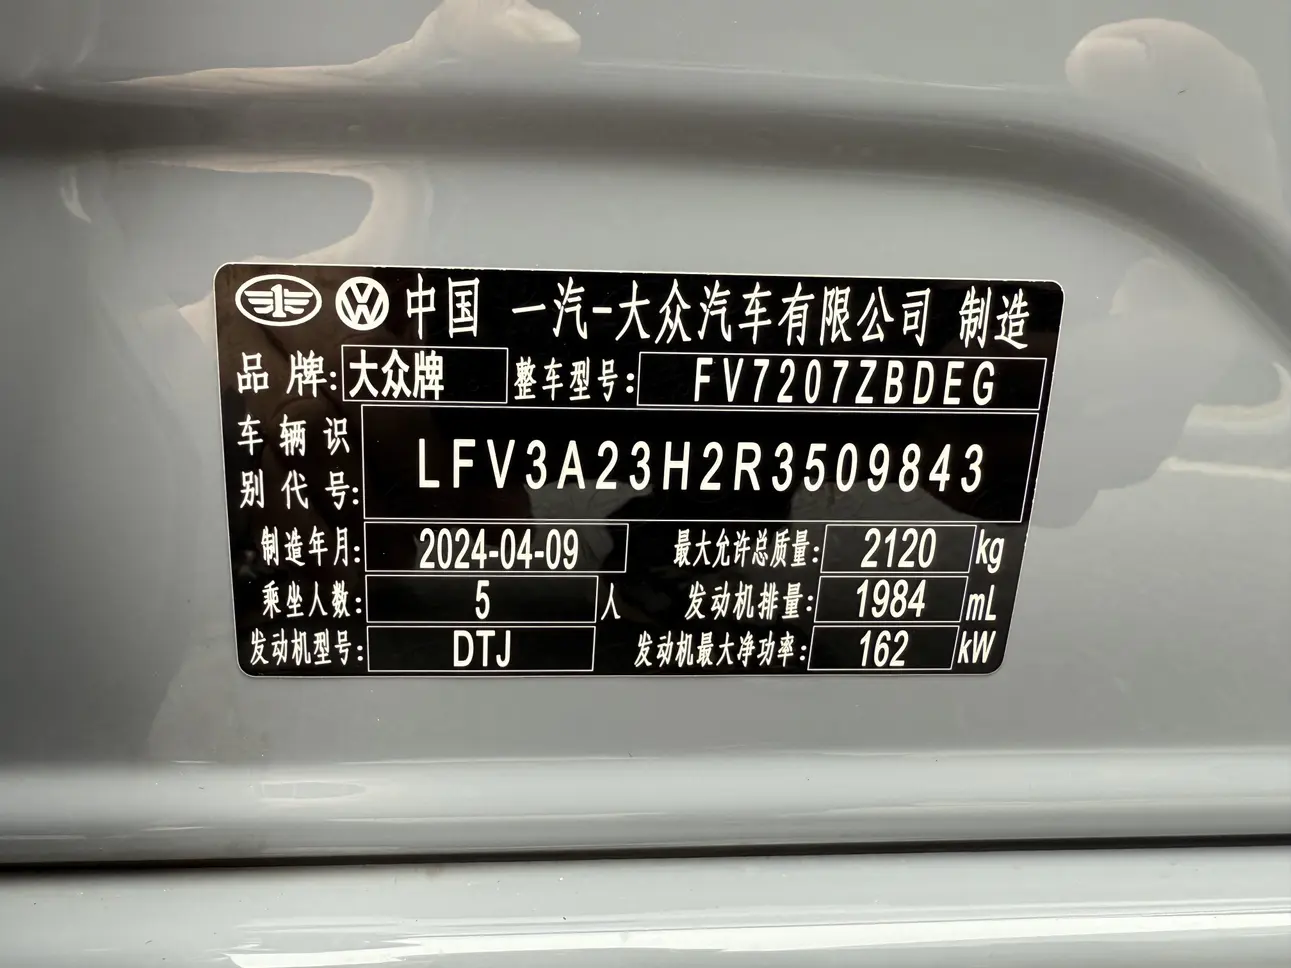 中国 一汽-大众汽车有限公司 制造
品牌: 大众牌 整车型号: FV7207ZBDEG
车辆识别代号: LFV3A23H2R3509843
制造年月: 2024-04-09 最大允许总质量: 2120 kg
乘坐人数: 5 人 发动机排量: 1984 mL
发动机型号: DTJ 发动机最大净功率: 162 kW